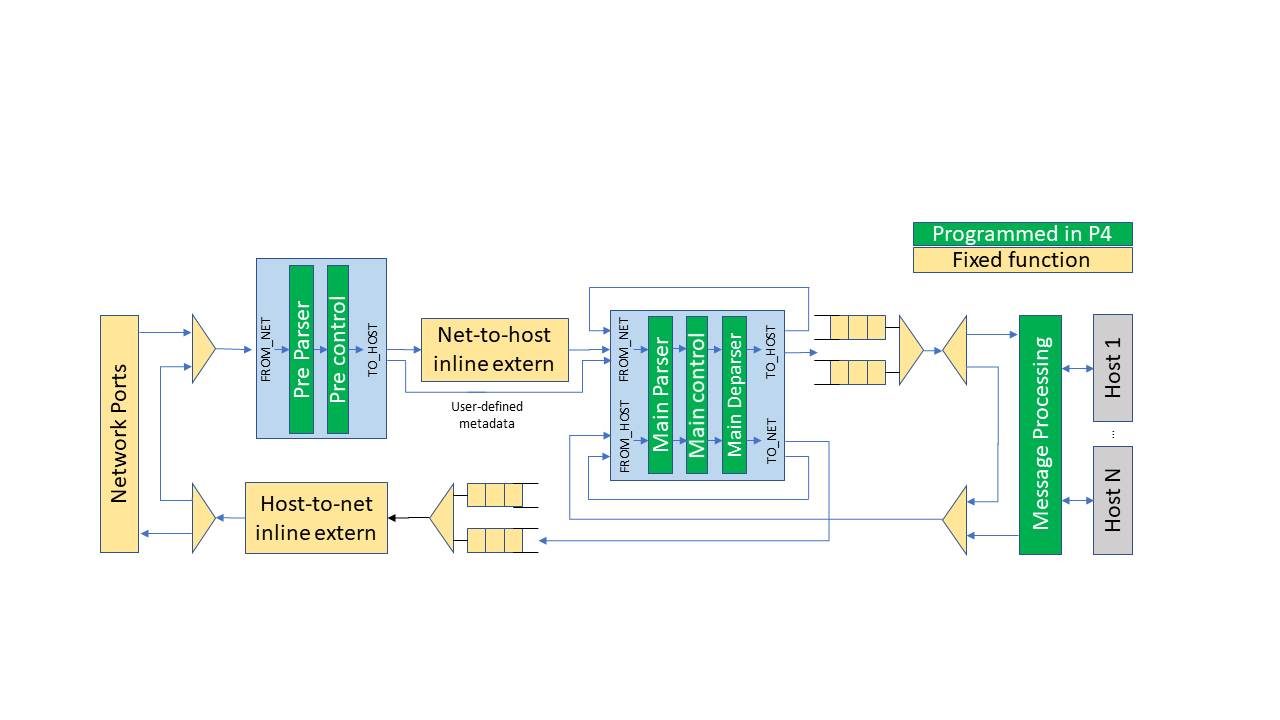 Programmed in P4
Fixed function
Network Ports
FROM_NET
Pre Parser
Pre control
TO_HOST
Net-to-host
inline extern
User-defined
metadata
FROM_NET
FROM_HOST
Main Parser
Main control
Main Deparser
TO_HOST
TO_NET
Message Processing
Host 1
...
Host N
Host-to-net
inline extern